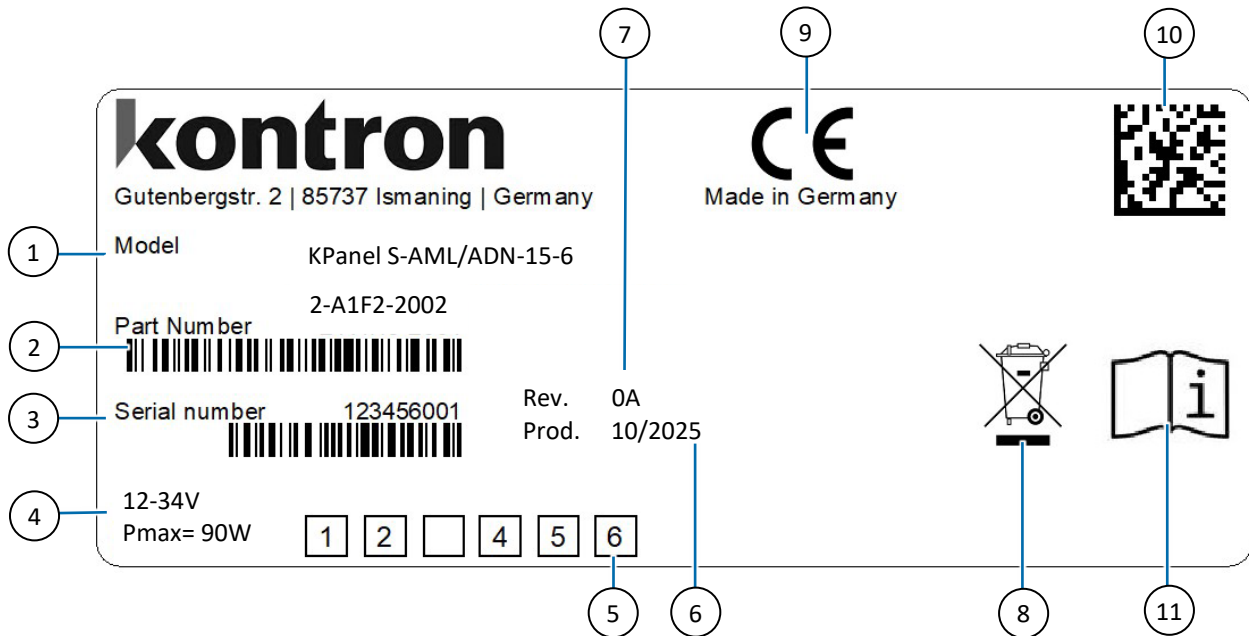 7
9
10
kontron
CE
Gutenbergstr. 2 | 85737 Ismaning | Germany
Made in Germany
1
Model
KPanel S-AML/ADN-15-6
2-A1F2-2002
Part Number
2
i
Serial number
123456001
3
Rev. 0A
Prod. 10/2025
12-34V
4
Pmax= 90W
1 2 4 5 6
5
6
8
11